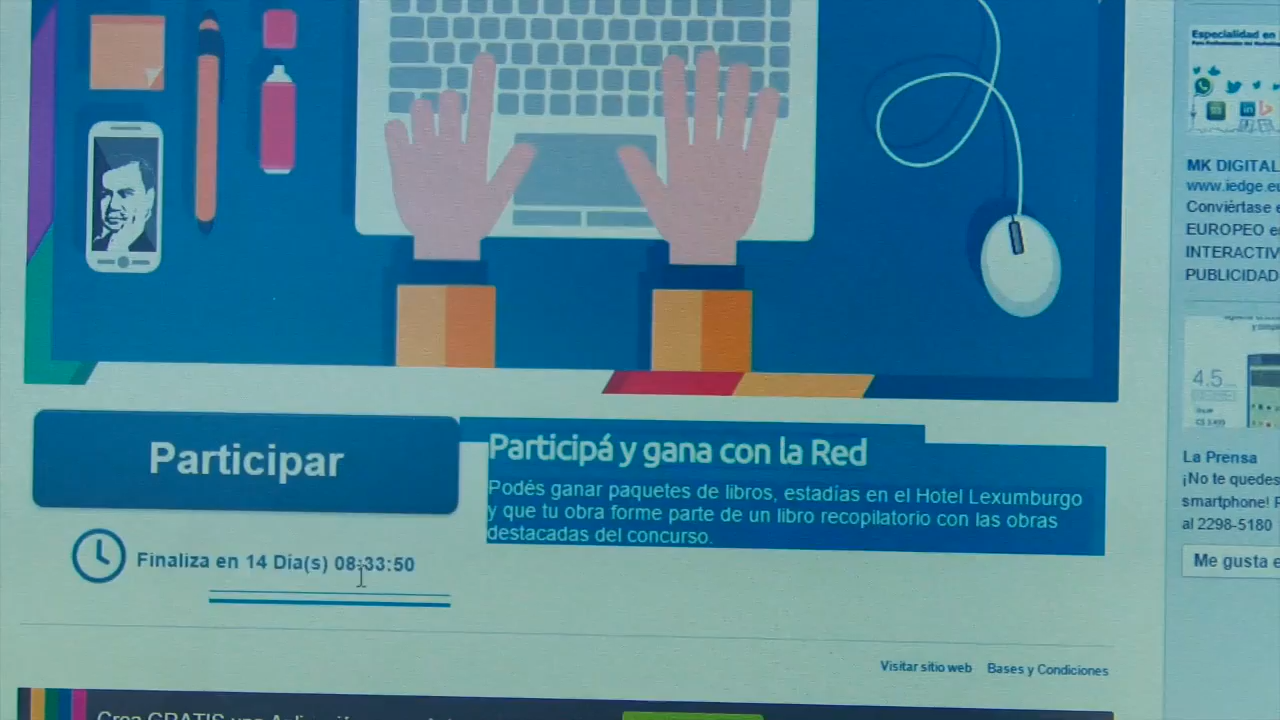 Participar
Participá y gana con la Red
Podés ganar paquetes de libros, estadías en el Hotel Lexumburgo
y que tu obra forme parte de un libro recopilatorio con las obras
destacadas del concurso.
Finaliza en 14 Día(s) 08:33:50
Visitar sitio web Bases y Condiciones
Crea GRATIS una
Especialidad en
MK DIGITAL
www.iedge.eu
Conviértase
EUROPEO
INTERACTIV
PUBLICIDAD
4.5
La Prensa
¡No te quedes
smartphone!
al 2298-5180
Me gusta